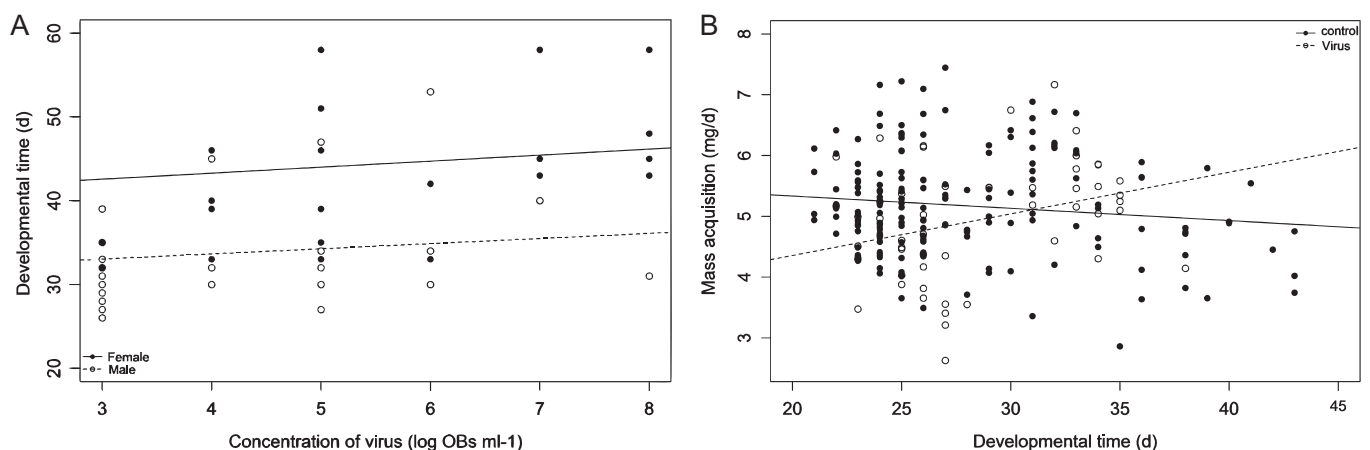 A
Developmental time (d)
60
50
40
30
20
Female
Male
3
4
5
6
7
8
Concentration of virus (log OBs ml-1)
B
Mass acquisition (mg/d)
8
7
6
5
4
3
control
Virus
20
25
30
35
40
45
Developmental time (d)